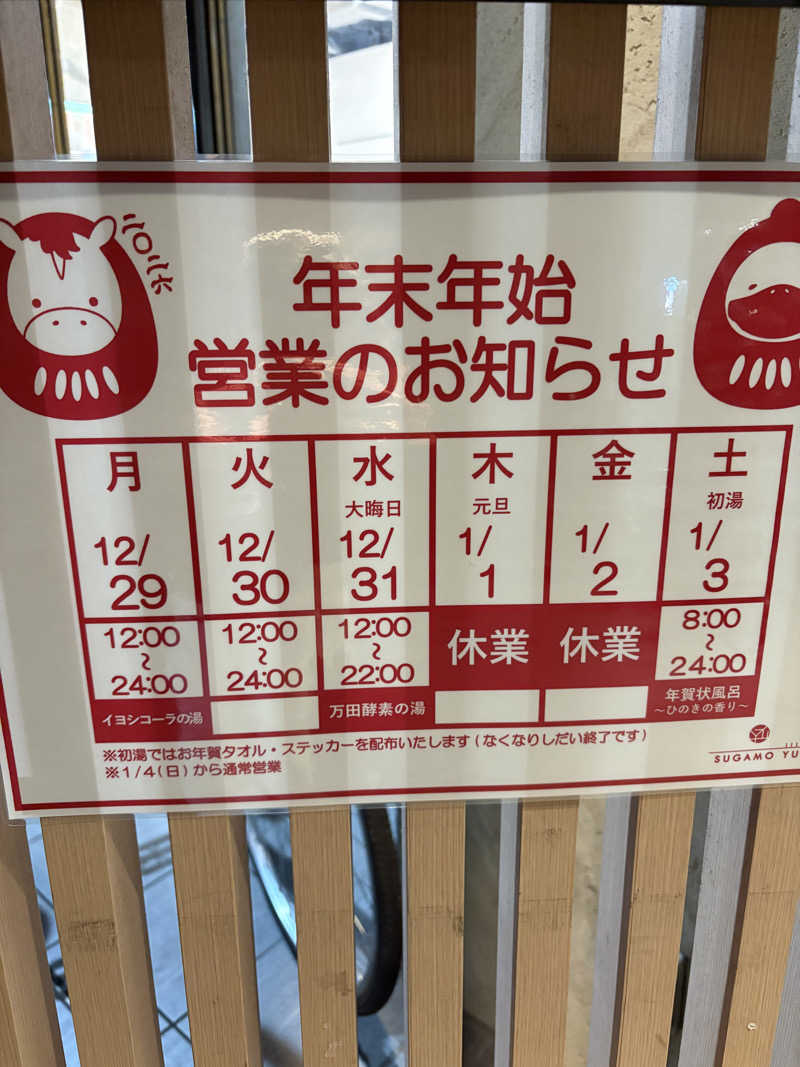 年末年始
営業のお知らせ
月 火 水 木 金 土
大晦日 元旦 初湯
12/29 12/30 12/31 1/1 1/2 1/3
12:00～24:00 12:00～24:00 12:00～22:00 休業 休業 8:00～24:00
イヨシコーラの湯 万田酵素の湯 年賀状風呂
～ひのきの香り～
※初湯ではお年賀タオル・ステッカーを配布いたします(なくなりしだい終了です)
※1/4(日)から通常営業
SUGAMO YU